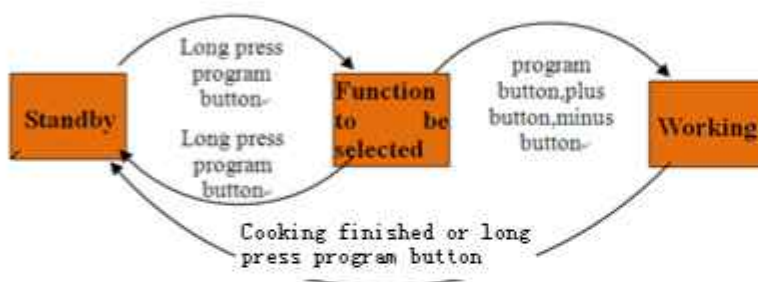 Long press
program
button
Standby
Function
to be
selected
program
button,plus
button,minus
button
Working
Long press
program
button
Cooking finished or long
press program button